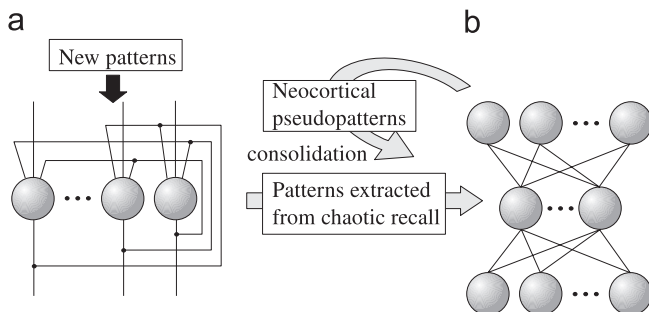 a
New patterns
b
Neocortical
pseudopatterns
consolidation
Patterns extracted
from chaotic recall